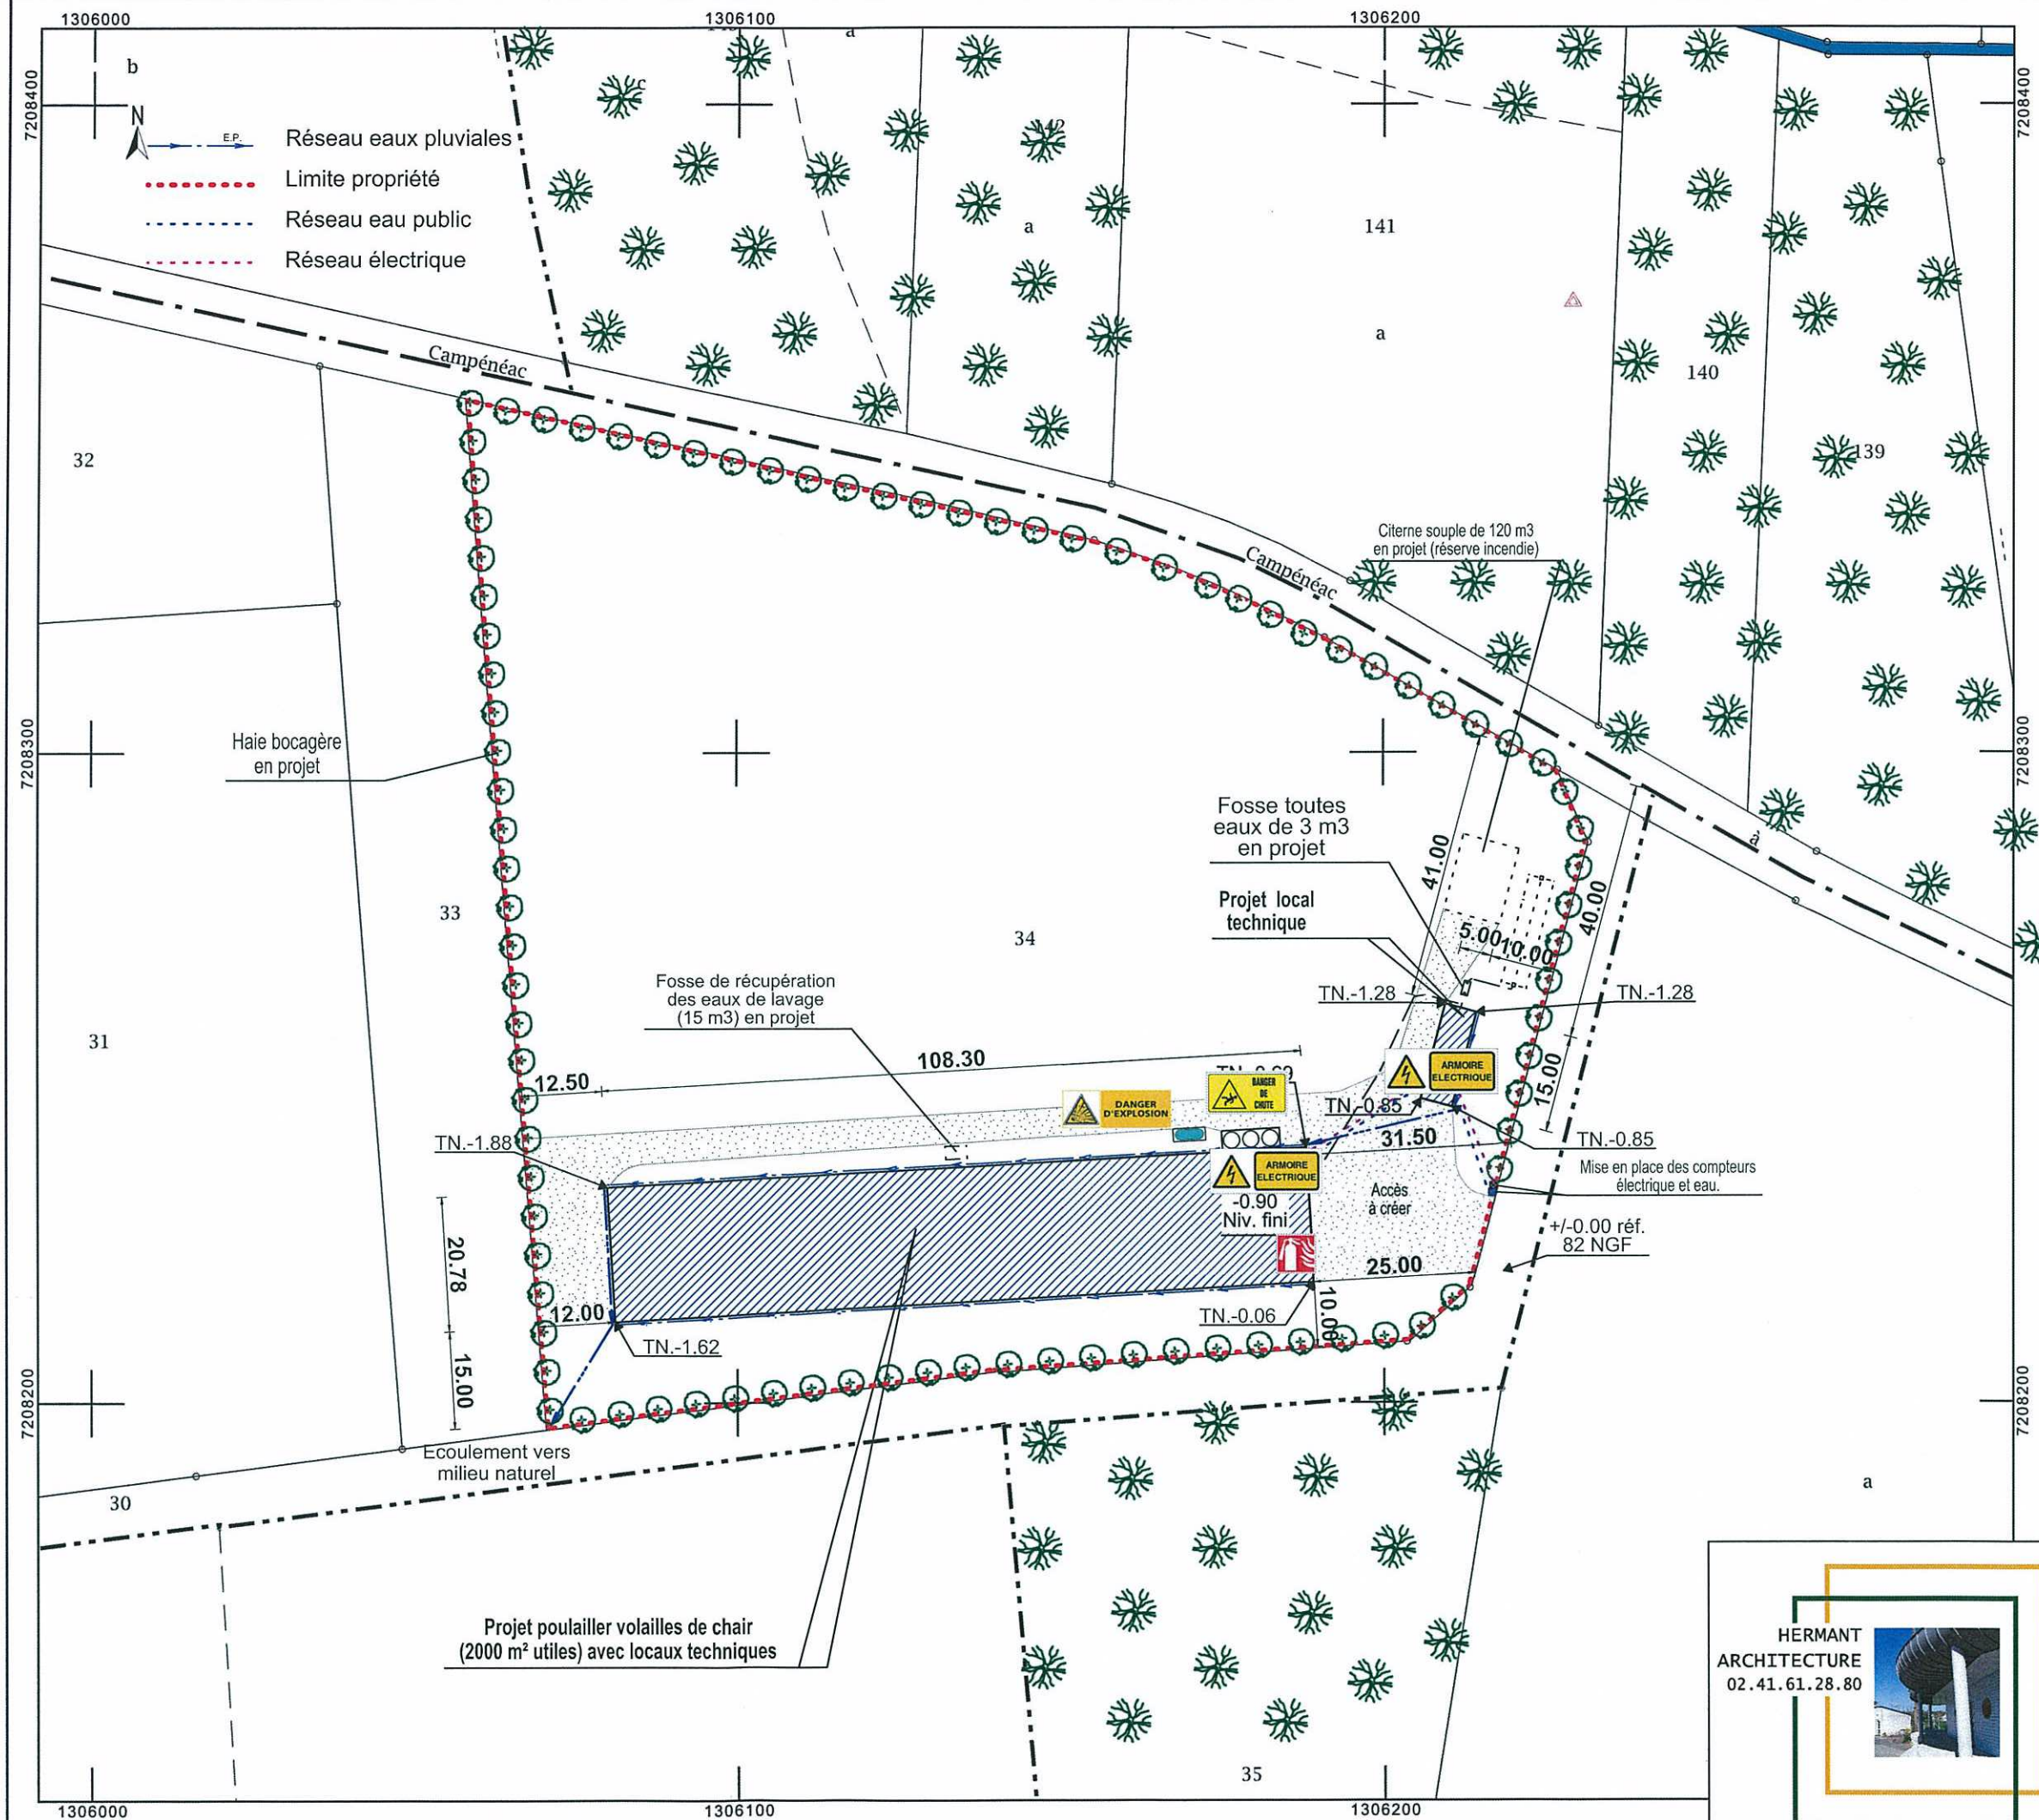 1306000
1306100
1306200
7208400
7208400
b
a
N
E.P.
Réseau eaux pluviales
Limite propriété
Réseau eau public
Réseau électrique
c
142
a
141
a
140
139
Campénéac
32
Citerne souple de 120 m3
en projet (réserve incendie)
Campénéac
à
7208300
7208300
Haie bocagère
en projet
Fosse toutes
eaux de 3 m3
en projet
41.00
40.00
Projet local
technique
33
34
5.00
10.00
Fosse de récupération
des eaux de lavage
(15 m3) en projet
TN.-1.28
TN.-1.28
31
108.30
12.50
15.00
DANGER
D'EXPLOSION
DANGER
DE
CHUTE
ARMOIRE
ELECTRIQUE
TN.-0.85
31.50
TN.-0.85
TN.-1.88
ARMOIRE
ELECTRIQUE
Mise en place des compteurs
électrique et eau.
Accès
à créer
-0.90
Niv. fini
+/-0.00 réf.
82 NGF
20.78
25.00
12.00
TN.-0.06
10.00
TN.-1.62
15.00
7208200
7208200
Ecoulement vers
milieu naturel
30
a
Projet poulailler volailles de chair
(2000 m² utiles) avec locaux techniques
HERMANT
ARCHITECTURE
02.41.61.28.80
35
1306000
1306100
1306200